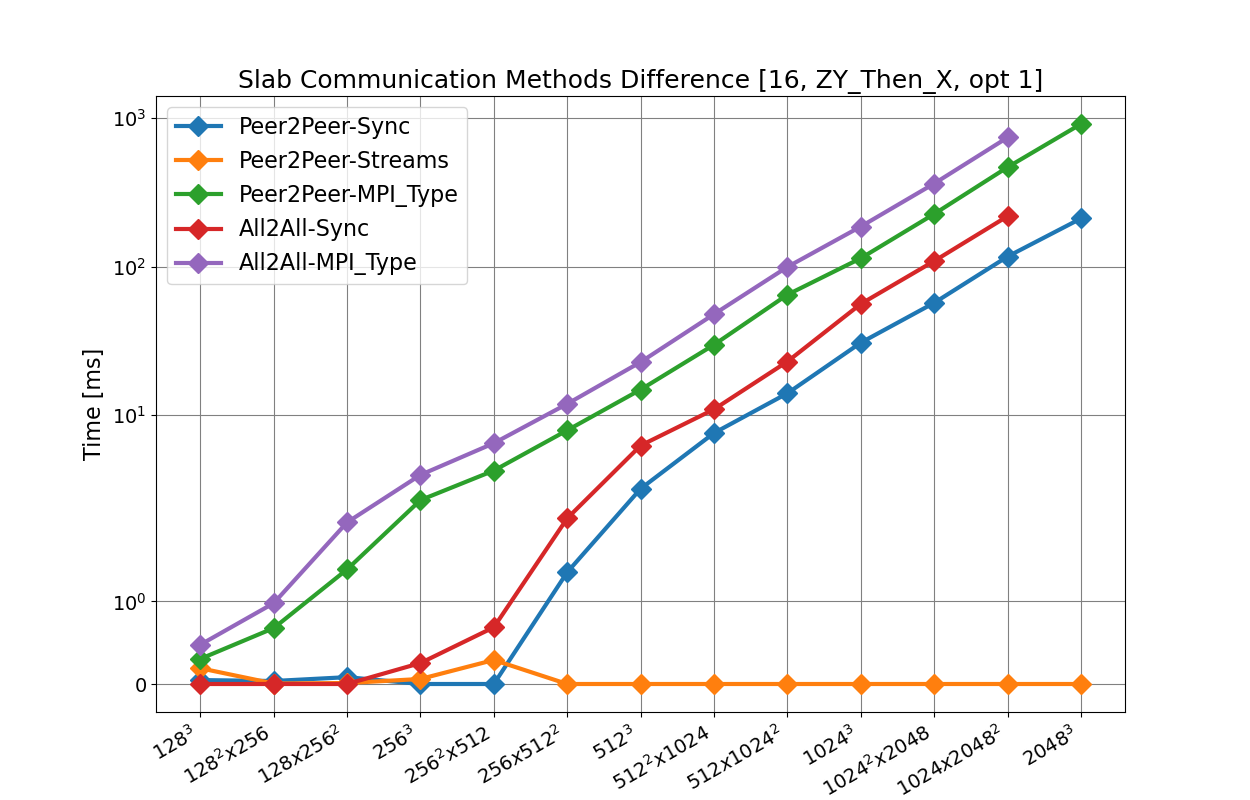 Slab Communication Methods Difference [16, ZY_Then_X, opt 1]
Peer2Peer-Sync
Peer2Peer-Streams
Peer2Peer-MPI_Type
All2All-Sync
All2All-MPI_Type
Time [ms]
10³
10²
10¹
10⁰
0
128³
128²x256
128x256²
256³
256²x512
256x512²
512³
512²x1024
512x1024²
1024³
1024²x2048
1024x2048²
2048³